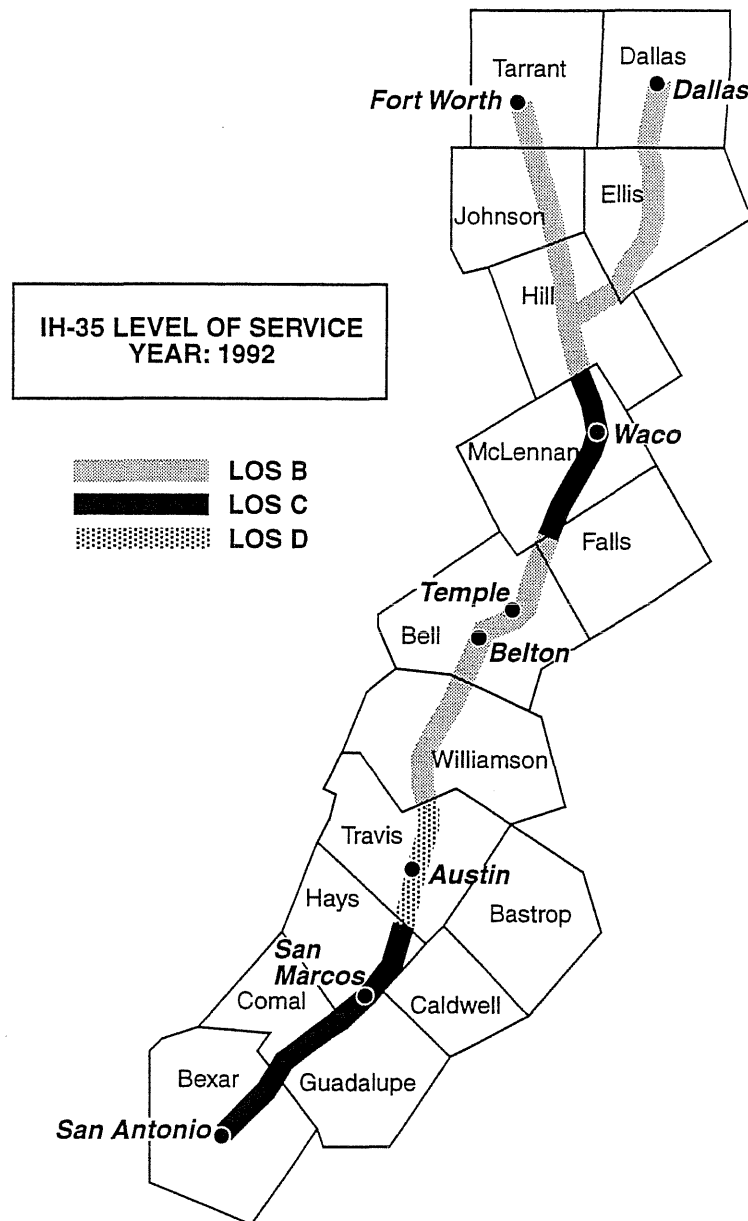 Tarrant
Dallas
Fort Worth
Dallas
Johnson
Ellis
Hill
IH-35 LEVEL OF SERVICE
YEAR: 1992
LOS B
LOS C
LOS D
McLennan
Waco
Falls
Temple
Bell
Belton
Williamson
Travis
Austin
Hays
Bastrop
San
Marcos
Comal
Caldwell
Bexar
Guadalupe
San Antonio